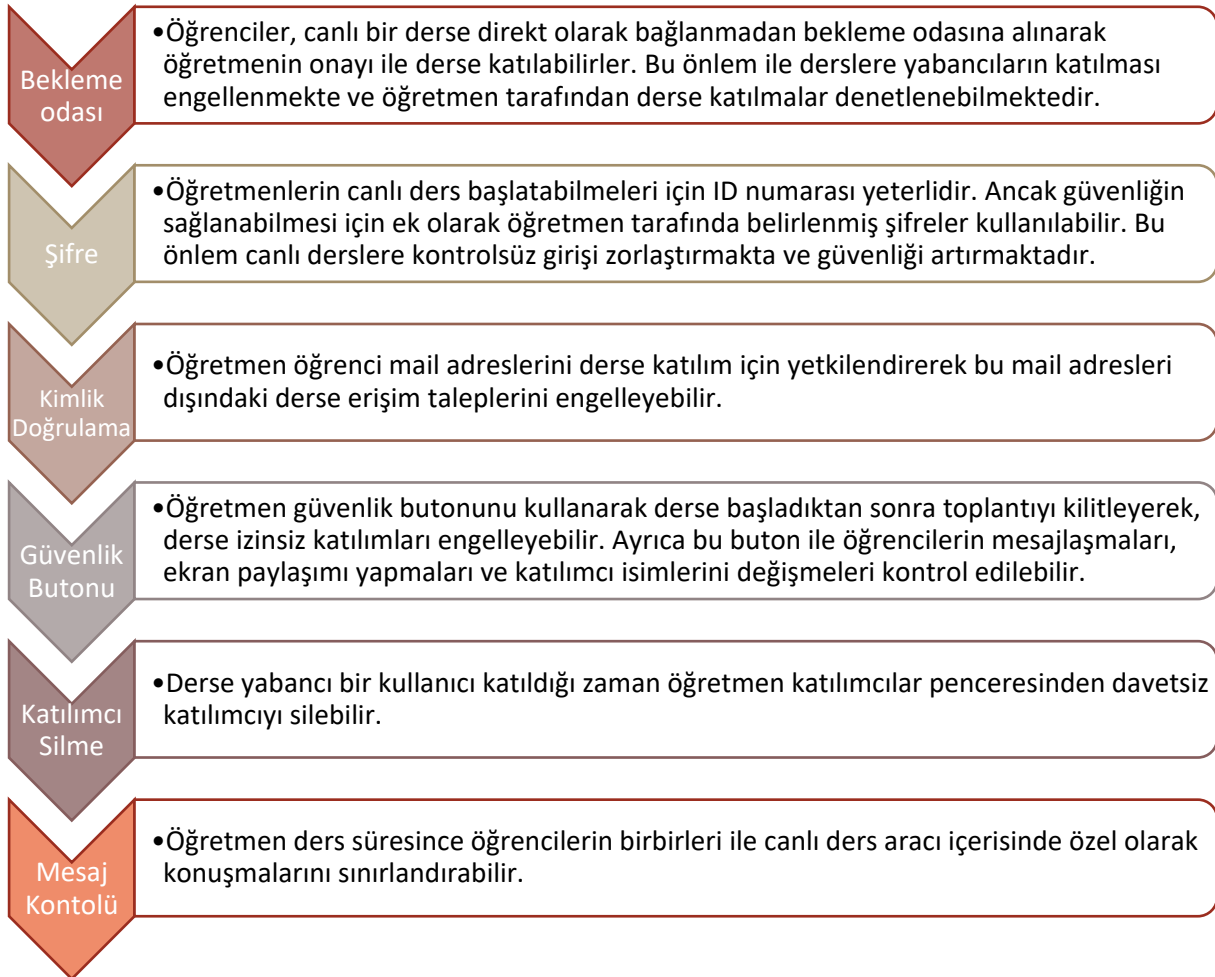 Bekleme
odası
•Öğrenciler, canlı bir derse direkt olarak bağlanmadan bekleme odasına alınarak
öğretmenin onayı ile derse katılabilirler. Bu önlem ile derslere yabancıların katılması
engellenmekte ve öğretmen tarafından derse katılmalar denetlenebilmektedir.
Şifre
•Öğretmenlerin canlı ders başlatabilmeleri için ID numarası yeterlidir. Ancak güvenliğin
sağlanabilmesi için ek olarak öğretmen tarafında belirlenmiş şifreler kullanılabilir. Bu
önlem canlı derslere kontrolsüz girişi zorlaştırmakta ve güvenliği artırmaktadır.
Kimlik
Doğrulama
•Öğretmen öğrenci mail adreslerini derse katılım için yetkilendirerek bu mail adresleri
dışındaki derse erişim taleplerini engelleyebilir.
Güvenlik
Butonu
•Öğretmen güvenlik butonunu kullanarak derse başladıktan sonra toplantıyı kilitleyerek,
derse izinsiz katılımları engelleyebilir. Ayrıca bu buton ile öğrencilerin mesajlaşmaları,
ekran paylaşımı yapmaları ve katılımcı isimlerini değişmeleri kontrol edilebilir.
Katılımcı
Silme
•Derse yabancı bir kullanıcı katıldığı zaman öğretmen katılımcılar penceresinden davetsiz
katılımcıyı silebilir.
Mesaj
Kontolü
•Öğretmen ders süresince öğrencilerin birbirleri ile canlı ders aracı içerisinde özel olarak
konuşmalarını sınırlandırabilir.